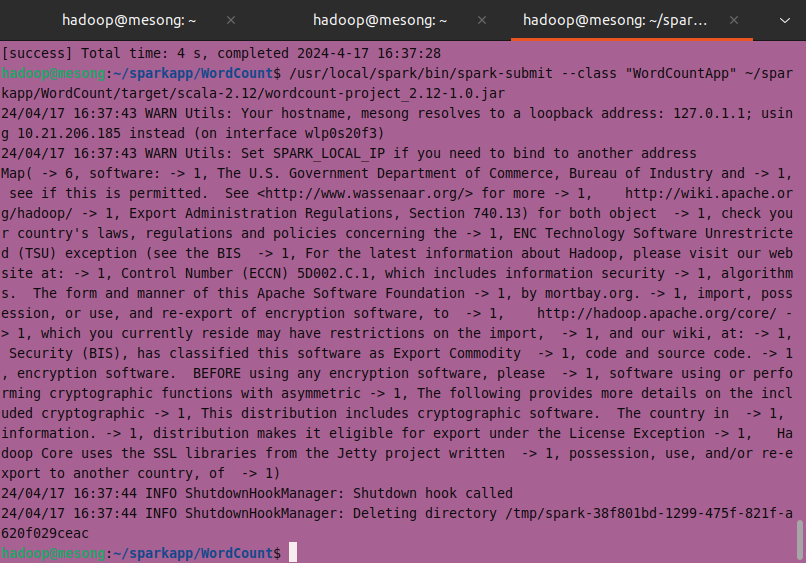 hadoop@mesong: ~
hadoop@mesong: ~
hadoop@mesong: ~/spar...
[success] Total time: 4 s, completed 2024-4-17 16:37:28
hadoop@mesong:~/sparkapp/WordCount$ /usr/local/spark/bin/spark-submit --class "WordCountApp" ~/spar
kapp/WordCount/target/scala-2.12/wordcount-project_2.12-1.0.jar
24/04/17 16:37:43 WARN Utils: Your hostname, mesong resolves to a loopback address: 127.0.1.1; usin
g 10.21.206.185 instead (on interface wlp0s20f3)
24/04/17 16:37:43 WARN Utils: Set SPARK_LOCAL_IP if you need to bind to another address
Map( -> 6, software: -> 1, The U.S. Government Department of Commerce, Bureau of Industry and -> 1,
 see if this is permitted.  See <http://www.wassenaar.org/> for more -> 1,    http://wiki.apache.or
g/hadoop/ -> 1, Export Administration Regulations, Section 740.13) for both object  -> 1, check you
r country's laws, regulations and policies concerning the -> 1, ENC Technology Software Unrestricte
d (TSU) exception (see the BIS  -> 1, For the latest information about Hadoop, please visit our web
site at: -> 1, Control Number (ECCN) 5D002.C.1, which includes information security -> 1, algorithm
s.  The form and manner of this Apache Software Foundation -> 1, by mortbay.org. -> 1, import, poss
ession, or use, and re-export of encryption software, to  -> 1,    http://hadoop.apache.org/core/ -
> 1, which you currently reside may have restrictions on the import,  -> 1, and our wiki, at: -> 1,
 Security (BIS), has classified this software as Export Commodity  -> 1, code and source code. -> 1
, encryption software.  BEFORE using any encryption software, please  -> 1, software using or perfo
rming cryptographic functions with asymmetric -> 1, The following provides more details on the incl
uded cryptographic -> 1, This distribution includes cryptographic software.  The country in  -> 1,
information. -> 1, distribution makes it eligible for export under the License Exception -> 1,   Ha
doop Core uses the SSL libraries from the Jetty project written  -> 1, possession, use, and/or re-e
xport to another country, of  -> 1)
24/04/17 16:37:44 INFO ShutdownHookManager: Shutdown hook called
24/04/17 16:37:44 INFO ShutdownHookManager: Deleting directory /tmp/spark-38f801bd-1299-475f-821f-a
620f029ceac
hadoop@mesong:~/sparkapp/WordCount$